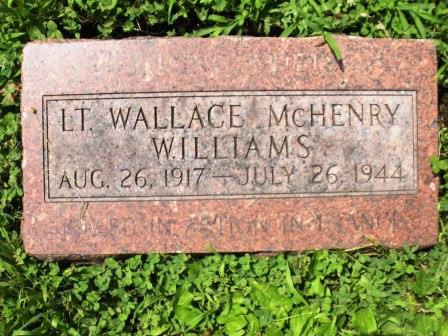 LT. WALLACE McHENRY
WILLIAMS
AUG. 26, 1917 — JULY 26, 1944
KILLED IN ACTION IN FRANCE